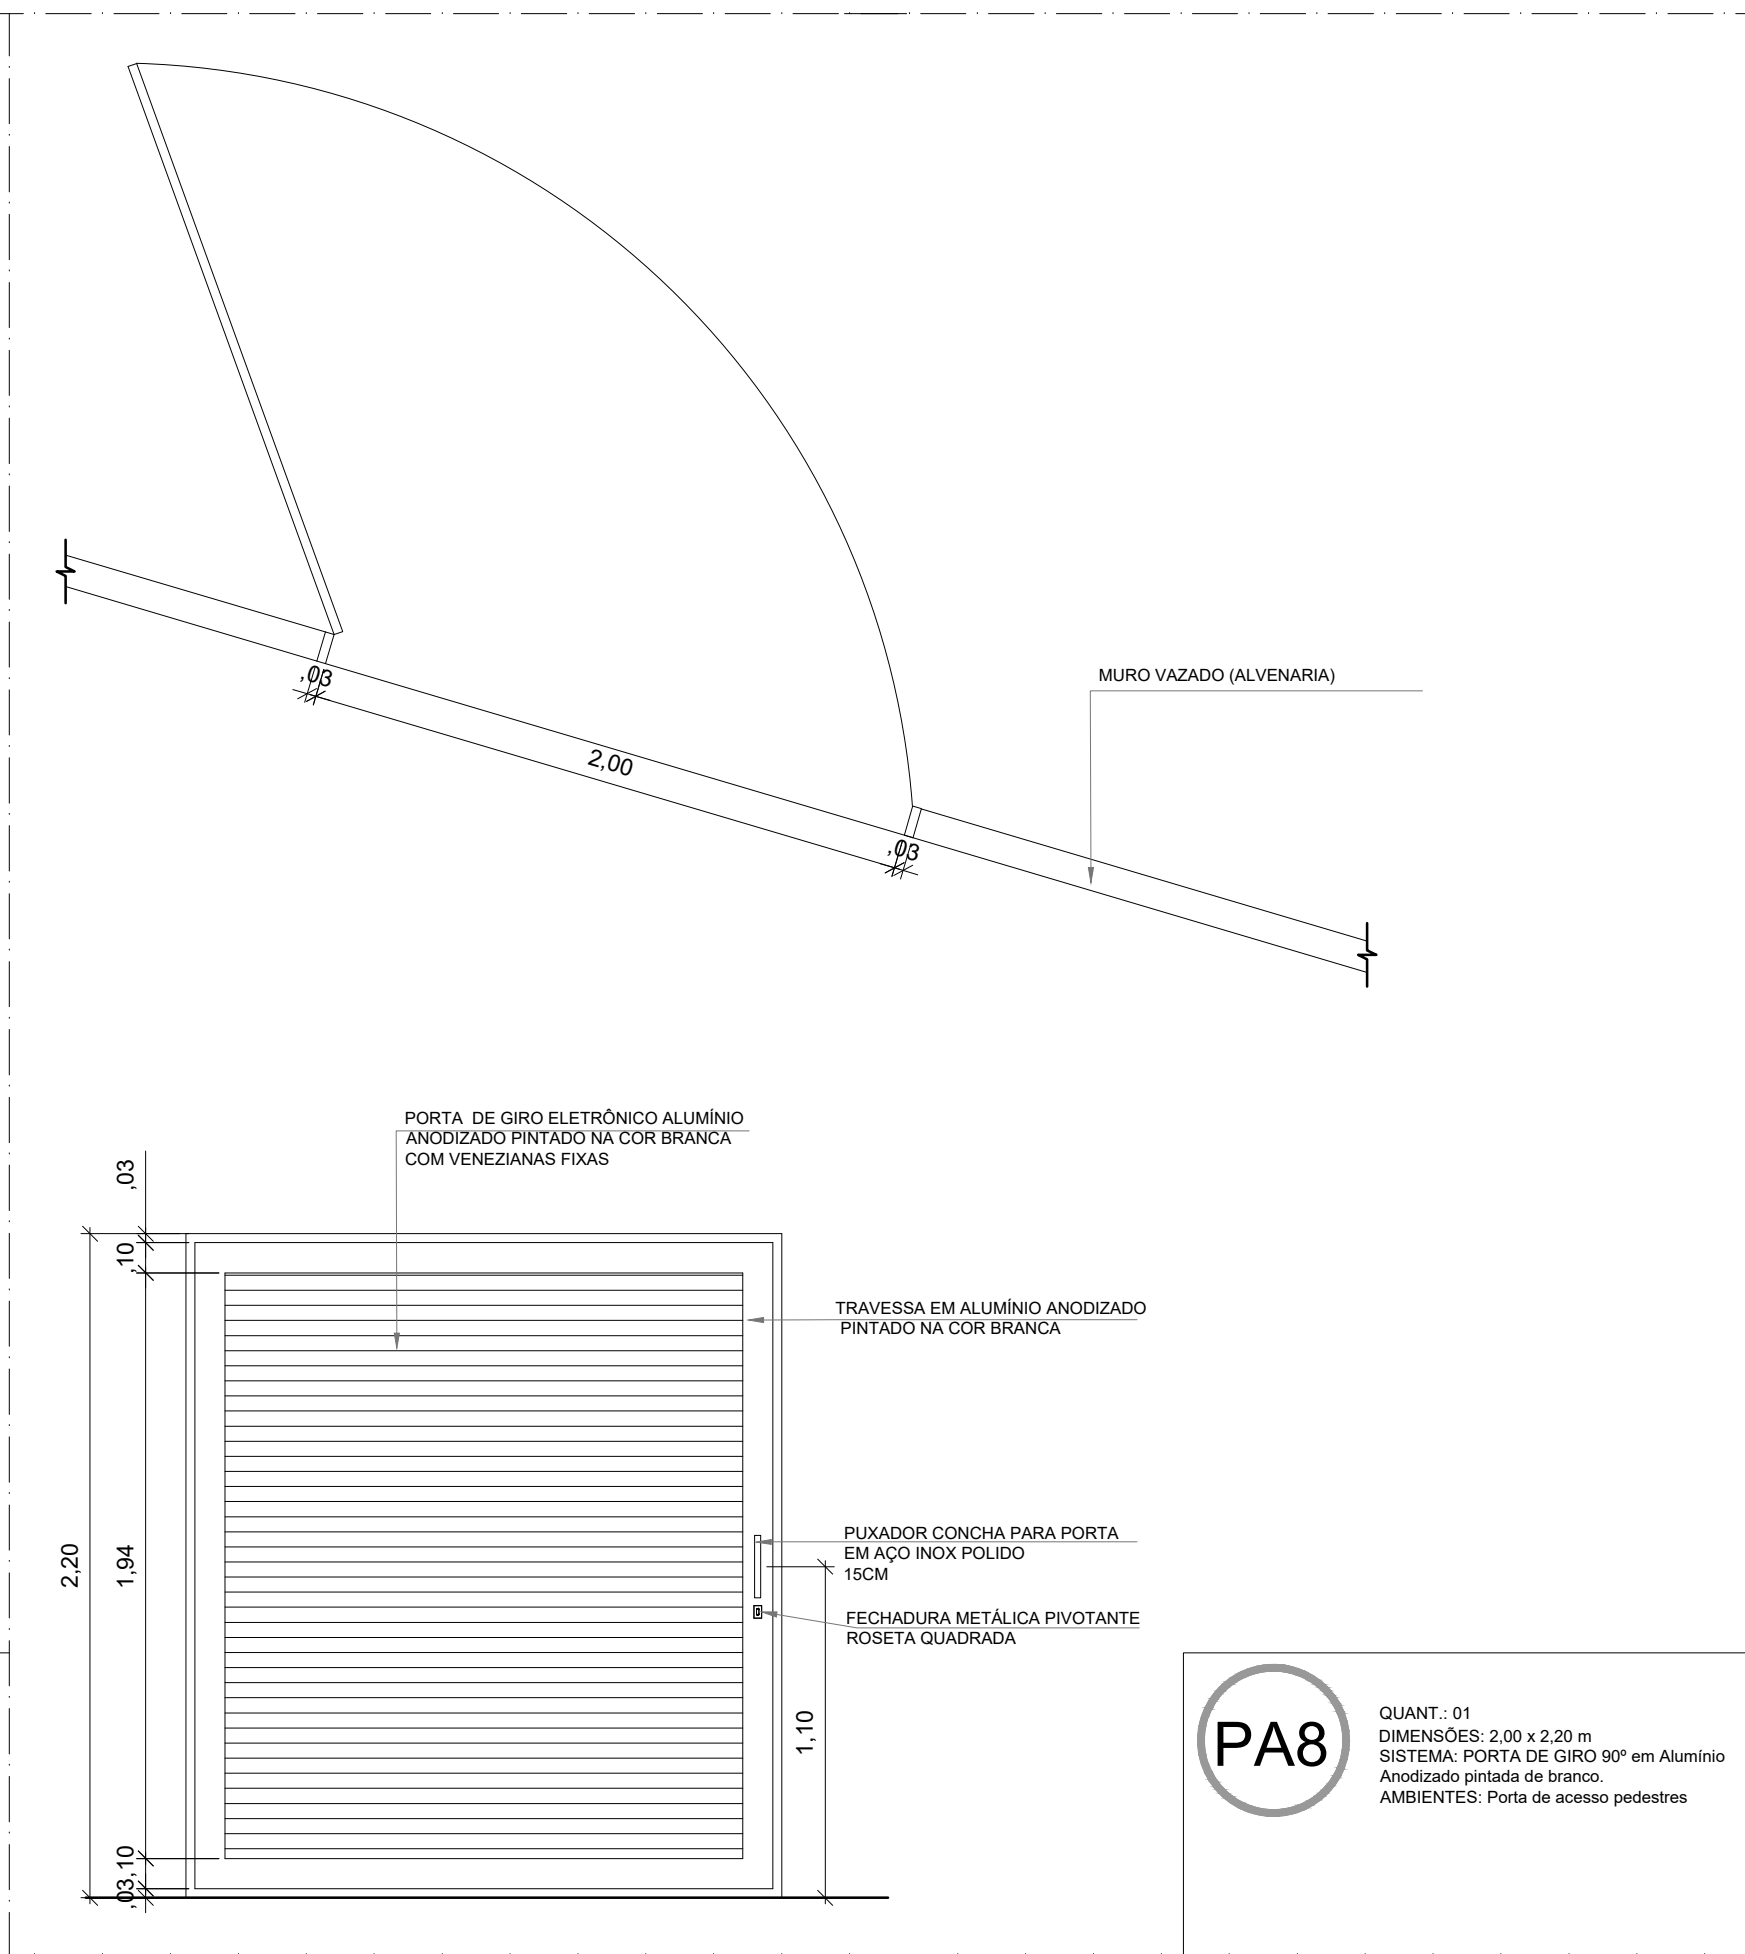 ,03
2,00
,03
MURO VAZADO (ALVENARIA)
PORTA DE GIRO ELETRÔNICO ALUMÍNIO
ANODIZADO PINTADO NA COR BRANCA
COM VENEZIANAS FIXAS
,03
,10
TRAVESSA EM ALUMÍNIO ANODIZADO
PINTADO NA COR BRANCA
2,20
1,94
PUXADOR CONCHA PARA PORTA
EM AÇO INOX POLIDO
15CM
FECHADURA METÁLICA PIVOTANTE
ROSETA QUADRADA
1,10
,10
,03
PA8
QUANT.: 01
DIMENSÕES: 2,00 x 2,20 m
SISTEMA: PORTA DE GIRO 90º em Alumínio
Anodizado pintada de branco.
AMBIENTES: Porta de acesso pedestres